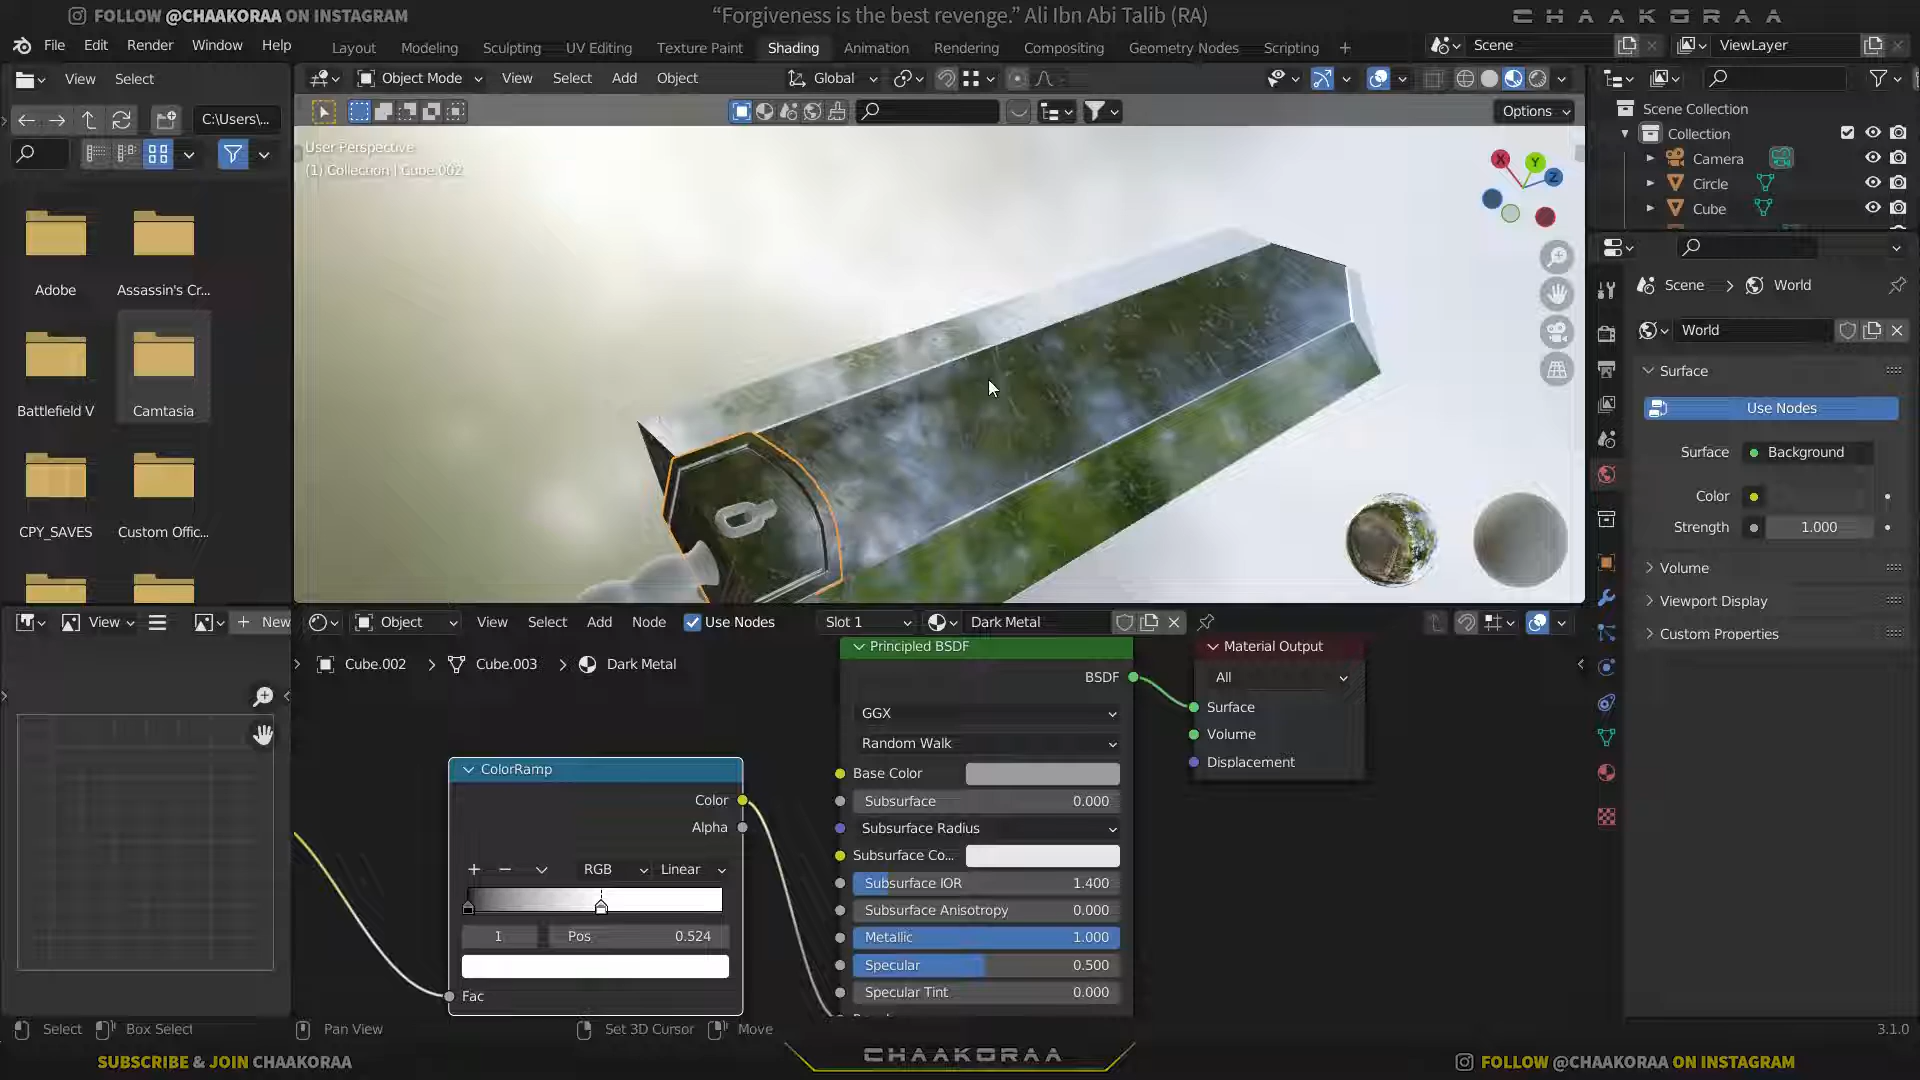 FOLLOW @CHAAKORAA ON INSTAGRAM
“Forgiveness is the best revenge.” Ali Ibn Abi Talib (RA)
CHAAKORAA
File Edit Render Window Help
Layout Modeling Sculpting UV Editing Texture Paint Shading Animation Rendering Compositing Geometry Nodes Scripting +
Scene
ViewLayer
View Select
Object Mode View Select Add Object Global
C:\Users\...
Options
User Perspective
(1) Collection | Cube.002
X
Y
Z
Scene Collection
Collection
Camera
Circle
Cube
Adobe
Assassin's Cr...
Battlefield V
Camtasia
CPY_SAVES
Custom Offic...
Scene > World
World
Surface
Use Nodes
Surface Background
Color
Strength 1.000
Volume
Viewport Display
Custom Properties
View
+ New
Object View Select Add Node Use Nodes Slot 1 Dark Metal
Cube.002 > Cube.003 > Dark Metal
Principled BSDF
BSDF
GGX
Random Walk
Base Color
Subsurface 0.000
Subsurface Radius
Subsurface Co...
Subsurface IOR 1.400
Subsurface Anisotropy 0.000
Metallic 1.000
Specular 0.500
Specular Tint 0.000
Material Output
All
Surface
Volume
Displacement
ColorRamp
Color
Alpha
+ − RGB Linear
1 Pos 0.524
Fac
Select Box Select Pan View Set 3D Cursor Move
3.1.0
SUBSCRIBE & JOIN CHAAKORAA
CHAAKORAA
FOLLOW @CHAAKORAA ON INSTAGRAM